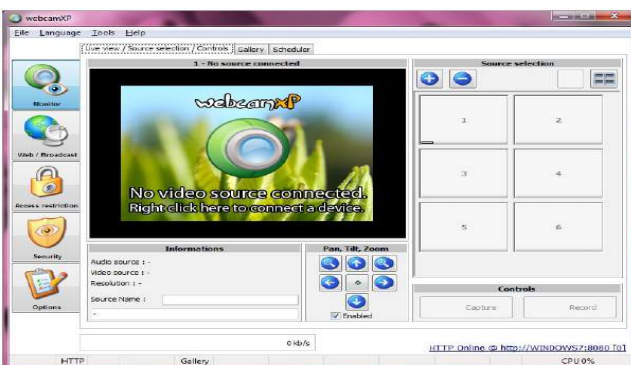 webcamXP
File Language Tools Help
Live view / Source selection / Controls Gallery Scheduler
1 - No source connected
Source selection
webcamXP
No video source connected.
Right click here to connect a device.
Monitor
Web / Broadcast
Access restriction
Security
Options
1 2
3 4
5 6
Informations
Audio source : -
Video source : -
Resolution : -
Source Name :
-
Pan, Tilt, Zoom
Enabled
Controls
Capture Record
0 kb/s
HTTP Online @ http://WINDOWS7:8080 [0]
HTTP Gallery CPU 0%